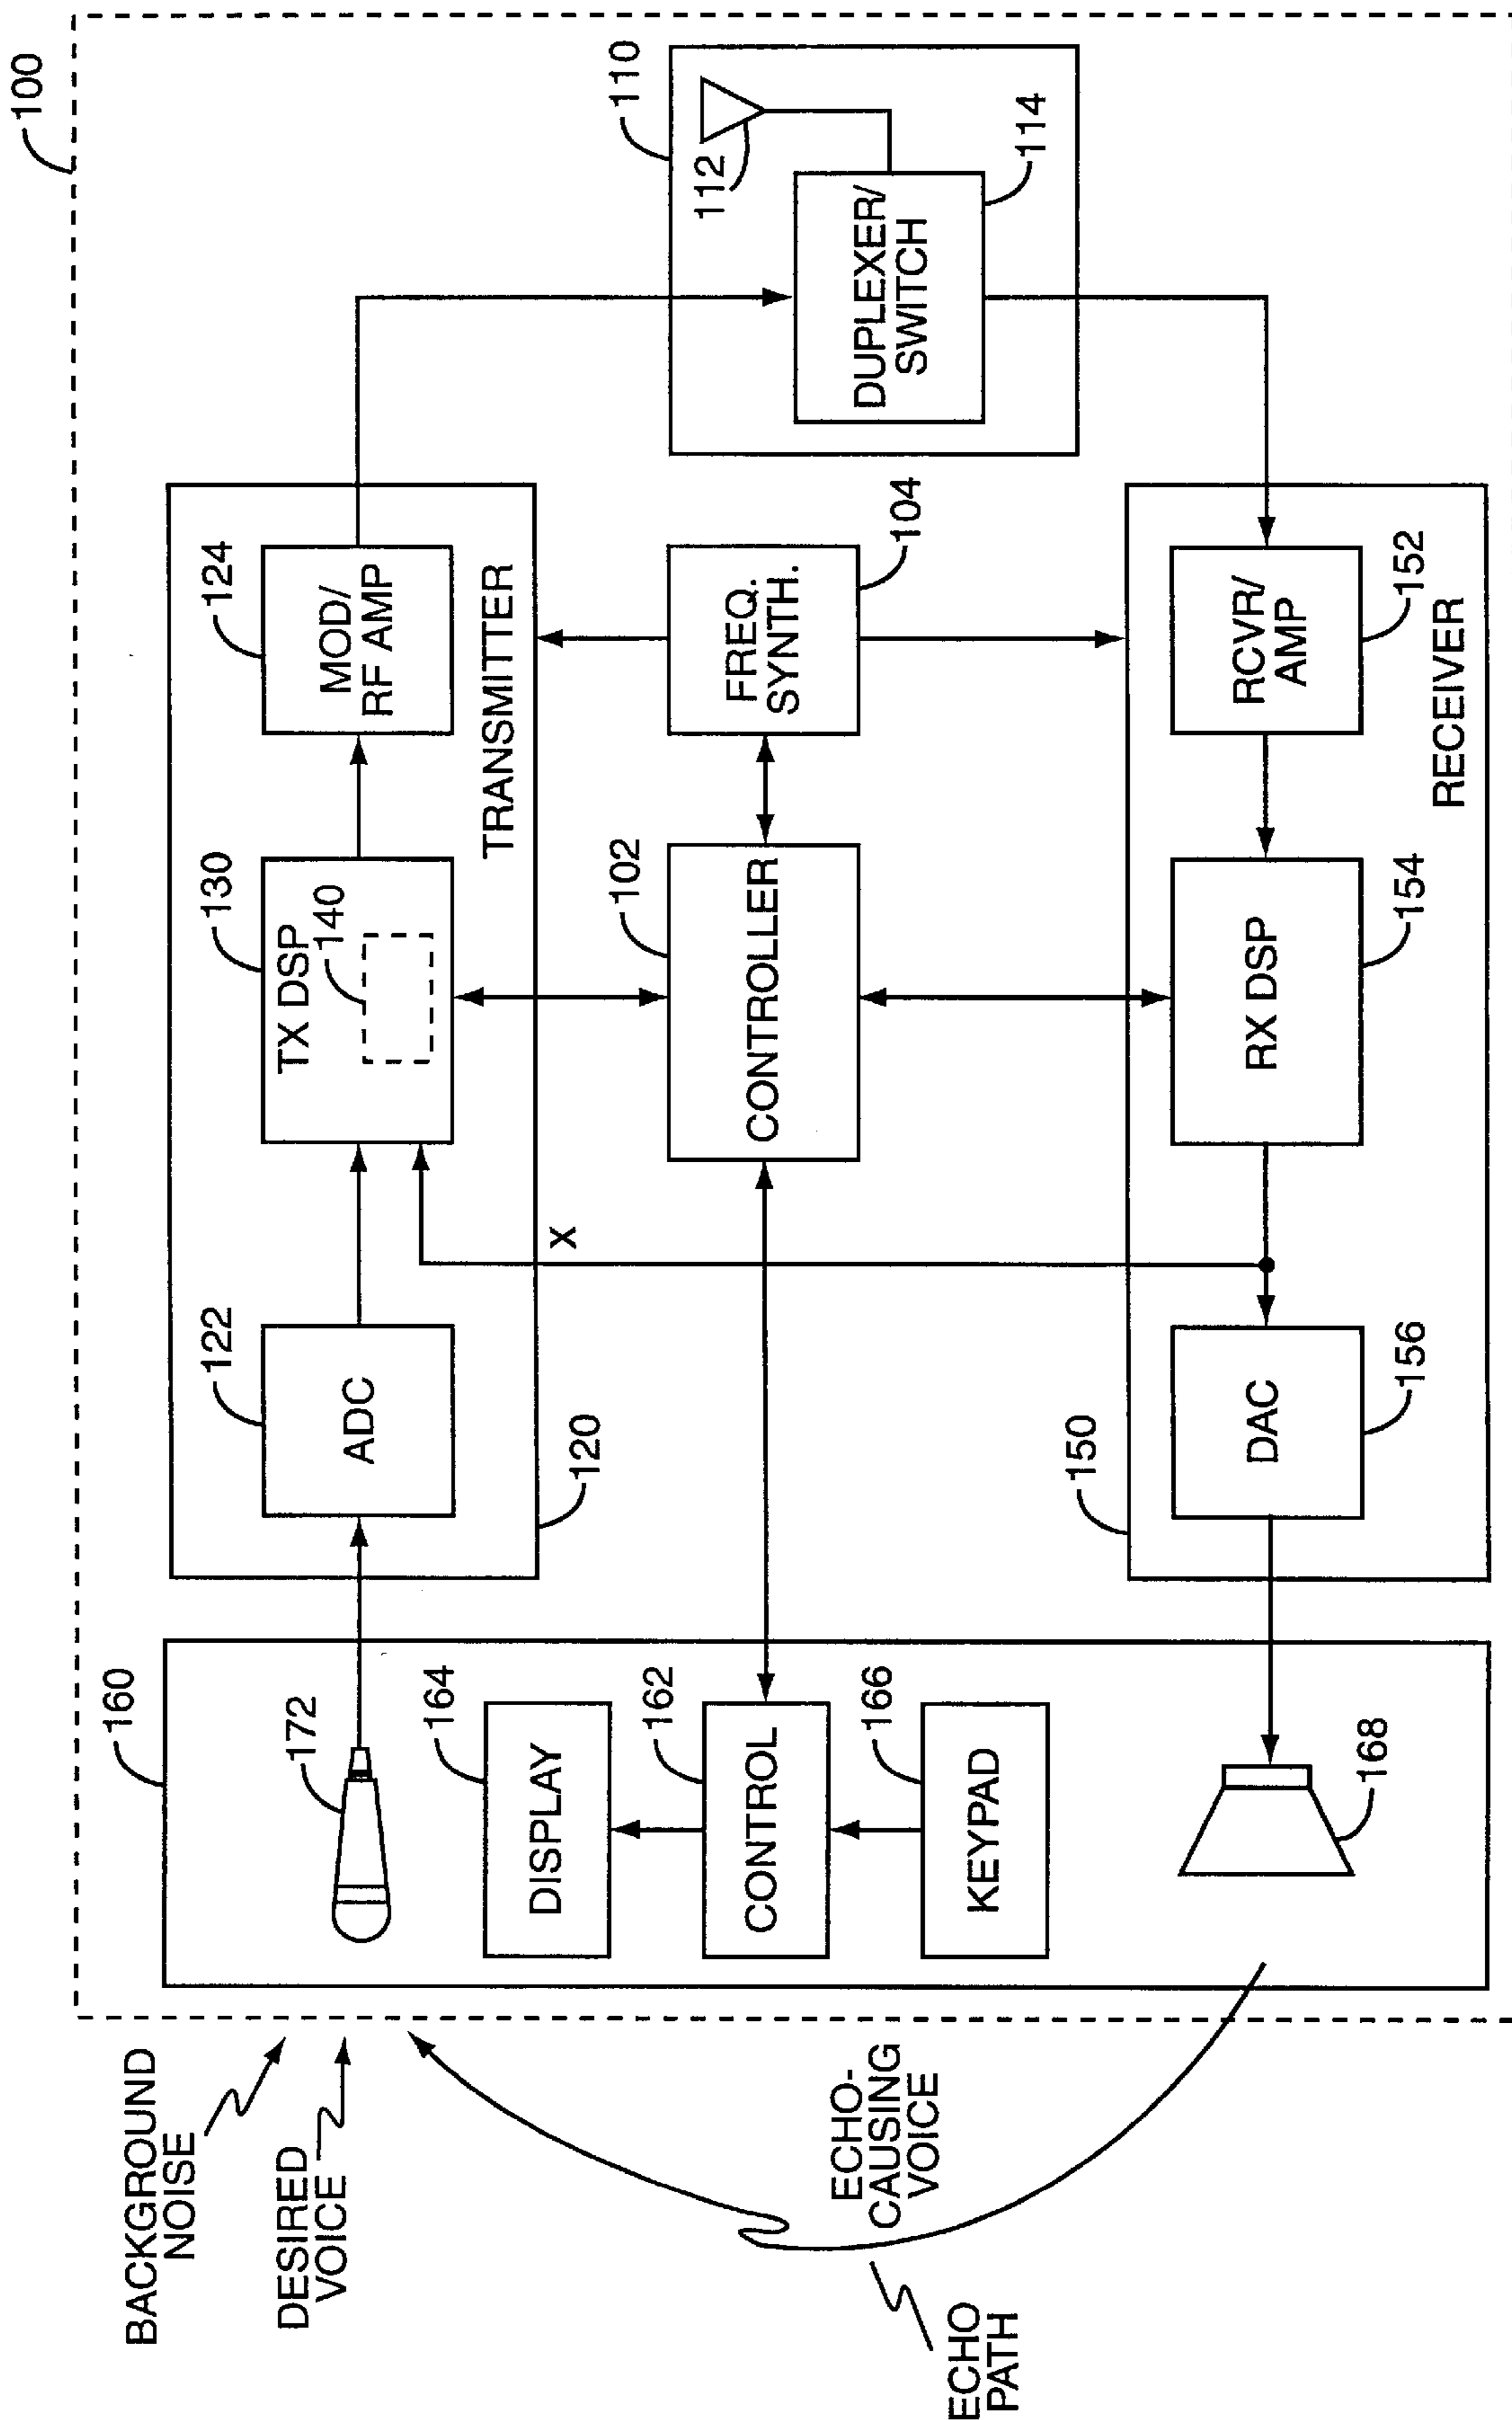 100
BACKGROUND
NOISE
DESIRED
VOICE
ECHO-
CAUSING
VOICE
ECHO
PATH
160
172
164
DISPLAY
162
CONTROL
166
KEYPAD
168
120
122
ADC
130
TX DSP
140
124
MOD/
RF AMP
TRANSMITTER
X
102
CONTROLLER
104
FREQ.
SYNTH.
110
112
114
DUPLEXER/
SWITCH
150
DAC
156
RX DSP
154
RCVR/
AMP
152
RECEIVER